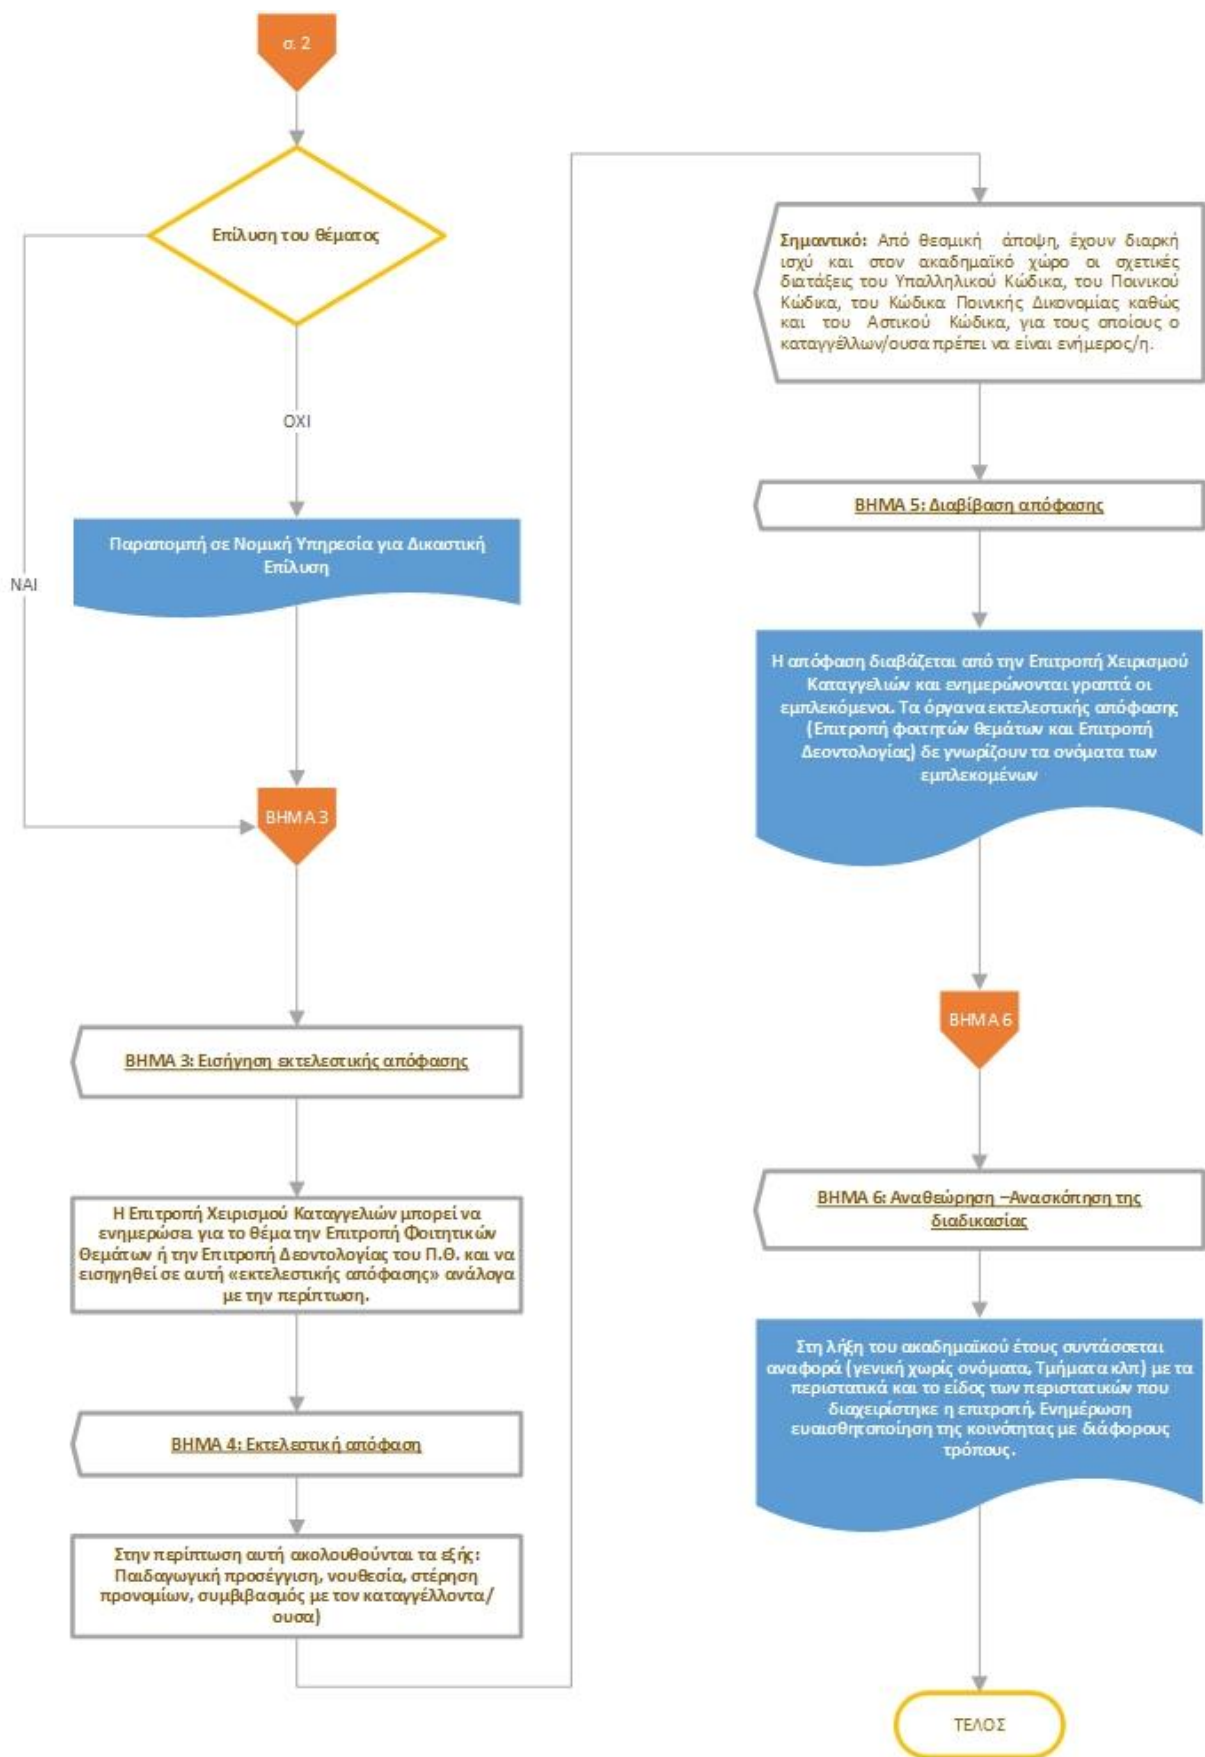 σ. 2
Επίλυση του θέματος
ΟΧΙ
ΝΑΙ
Παραπομπή σε Νομική Υπηρεσία για Δικαστική
Επίλυση
ΒΗΜΑ 3
ΒΗΜΑ 3: Εισήγηση εκτελεστικής απόφασης
Η Επιτροπή Χειρισμού Καταγγελιών μπορεί να
ενημερώσει για το θέμα την Επιτροπή Φοιτητικών
Θεμάτων ή την Επιτροπή Δεοντολογίας του Π.Θ. και να
εισηγηθεί σε αυτή «εκτελεστικής απόφασης» ανάλογα
με την περίπτωση.
ΒΗΜΑ 4: Εκτελεστική απόφαση
Στην περίπτωση αυτή ακολουθούνται τα εξής:
Παιδαγωγική προσέγγιση, νουθεσία, στέρηση
προνομίων, συμβιβασμός με τον καταγγέλλοντα/
ουσα)
Σημαντικό: Από θεσμική άποψη, έχουν διαρκή
ισχύ και στον ακαδημαϊκό χώρο οι σχετικές
διατάξεις του Υπαλληλικού Κώδικα, του Ποινικού
Κώδικα, του Κώδικα Ποινικής Δικονομίας καθώς
και του Αστικού Κώδικα, για τους οποίους ο
καταγγέλλων/ουσα πρέπει να είναι ενήμερος/η.
ΒΗΜΑ 5: Διαβίβαση απόφασης
Η απόφαση διαβάζεται από την Επιτροπή Χειρισμού
Καταγγελιών και ενημερώνονται γραπτά οι
εμπλεκόμενοι. Τα όργανα εκτελεστικής απόφασης
(Επιτροπή φοιτητών θεμάτων και Επιτροπή
Δεοντολογίας) δε γνωρίζουν τα ονόματα των
εμπλεκομένων
ΒΗΜΑ 6
ΒΗΜΑ 6: Αναθεώρηση –Ανασκόπηση της
διαδικασίας
Στη λήξη του ακαδημαϊκού έτους συντάσσεται
αναφορά (γενική χωρίς ονόματα, Τμήματα κλπ) με τα
περιστατικά και το είδος των περιστατικών που
διαχειρίστηκε η επιτροπή. Ενημέρωση
ευαισθητοποίηση της κοινότητας με διάφορους
τρόπους.
ΤΕΛΟΣ